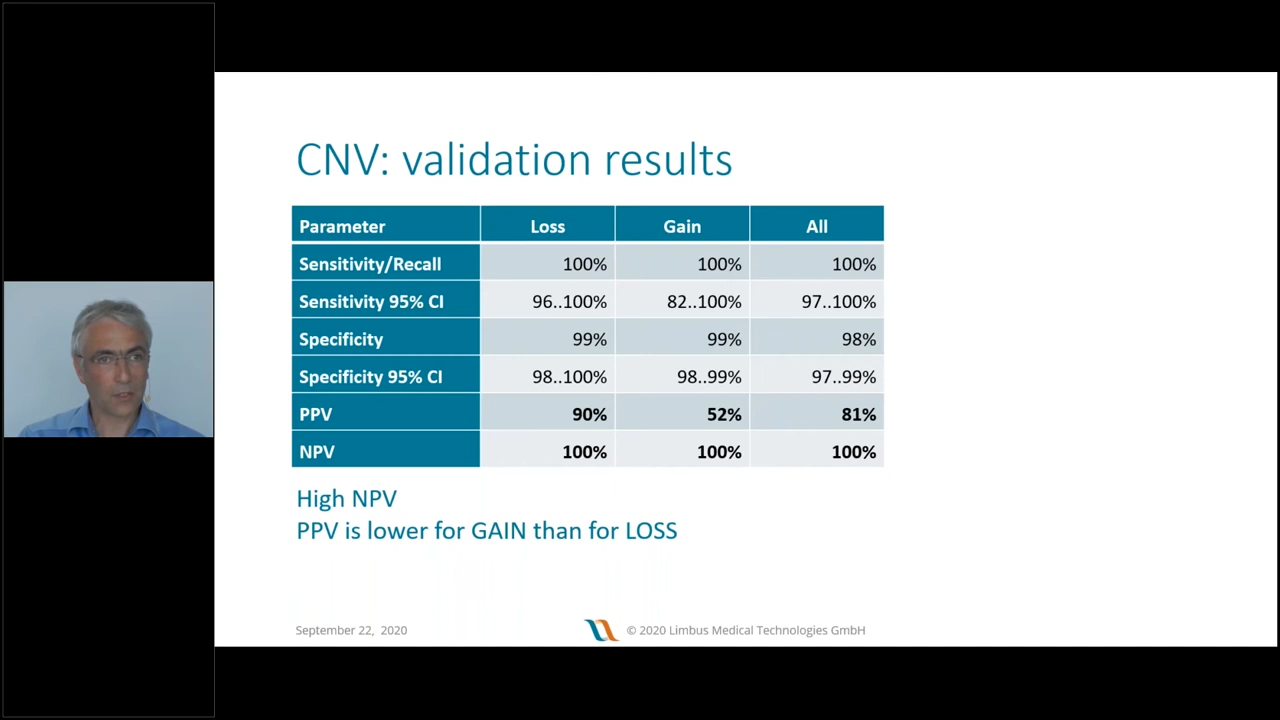 CNV: validation results
Parameter Loss Gain All
Sensitivity/Recall 100% 100% 100%
Sensitivity 95% CI 96..100% 82..100% 97..100%
Specificity 99% 99% 98%
Specificity 95% CI 98..100% 98..99% 97..99%
PPV 90% 52% 81%
NPV 100% 100% 100%
High NPV
PPV is lower for GAIN than for LOSS
September 22, 2020
© 2020 Limbus Medical Technologies GmbH